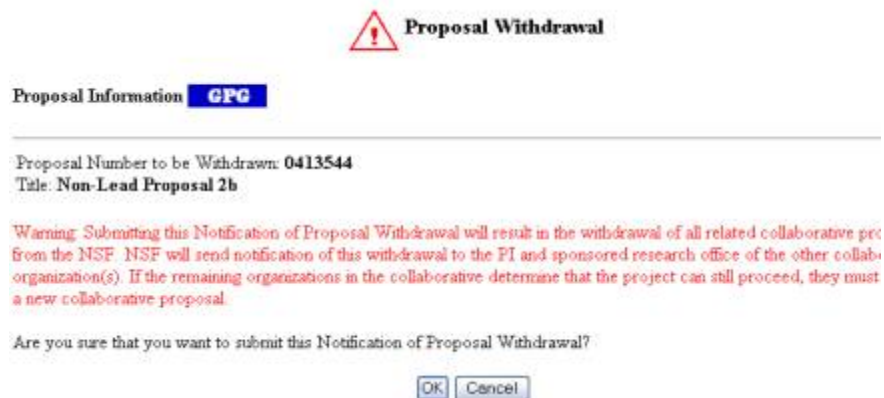 Proposal Withdrawal
Proposal Information GPG
Proposal Number to be Withdrawn: 0413544
Title: Non-Lead Proposal 2b
Warning: Submitting this Notification of Proposal Withdrawal will result in the withdrawal of all related collaborative pro
from the NSF. NSF will send notification of this withdrawal to the PI and sponsored research office of the other collab
organization(s). If the remaining organizations in the collaborative determine that the project can still proceed, they must
a new collaborative proposal.
Are you sure that you want to submit this Notification of Proposal Withdrawal?
OK Cancel